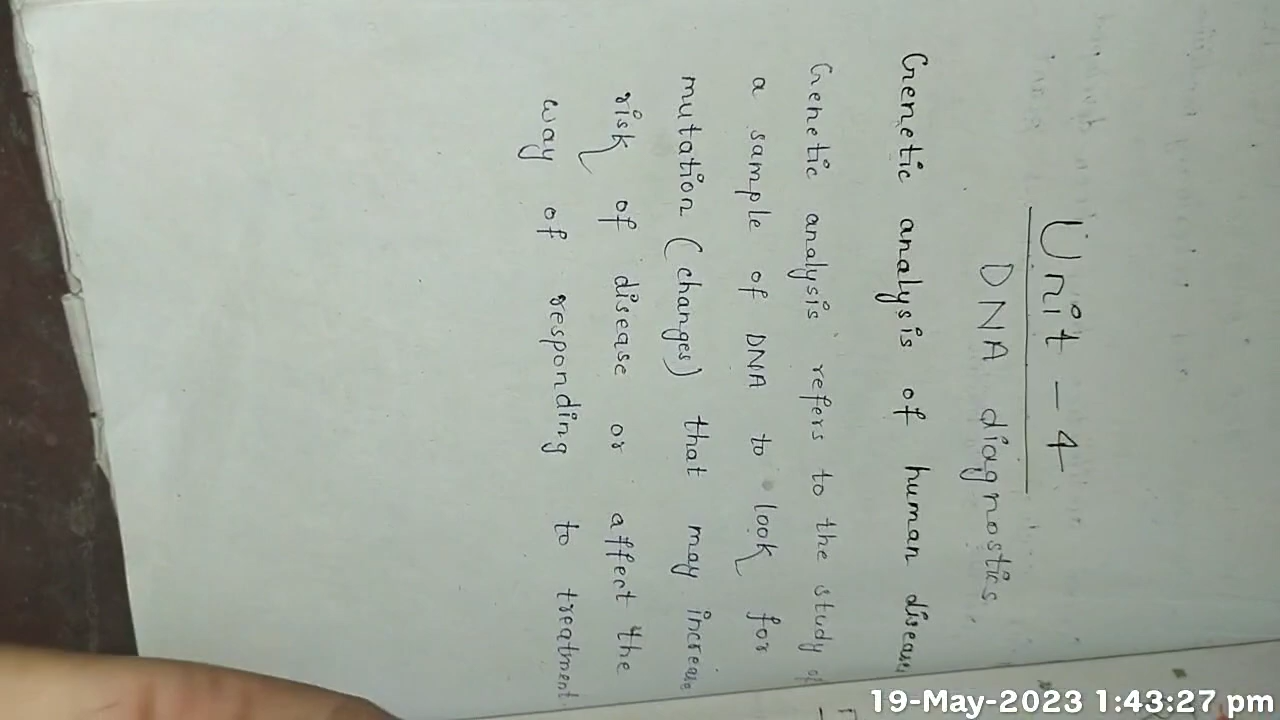 Unit - 4
DNA diagnostics
Genetic analysis of human diseases
Genetic analysis refers to the study of
a sample of DNA to look for
mutation (changes) that may increase
risk of disease or affect the
way of responding to treatment.
19-May-2023 1:43:27 pm